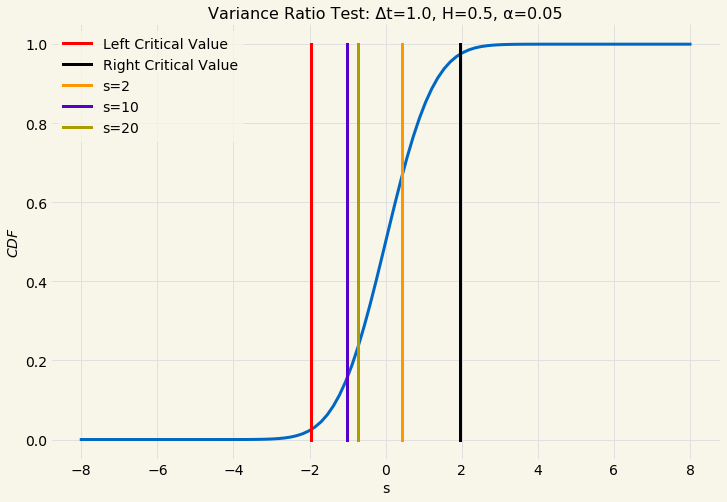 Variance Ratio Test: Δt=1.0, H=0.5, α=0.05
Left Critical Value
Right Critical Value
s=2
s=10
s=20
CDF
1.0
0.8
0.6
0.4
0.2
0.0
−8 −6 −4 −2 0 2 4 6 8
s